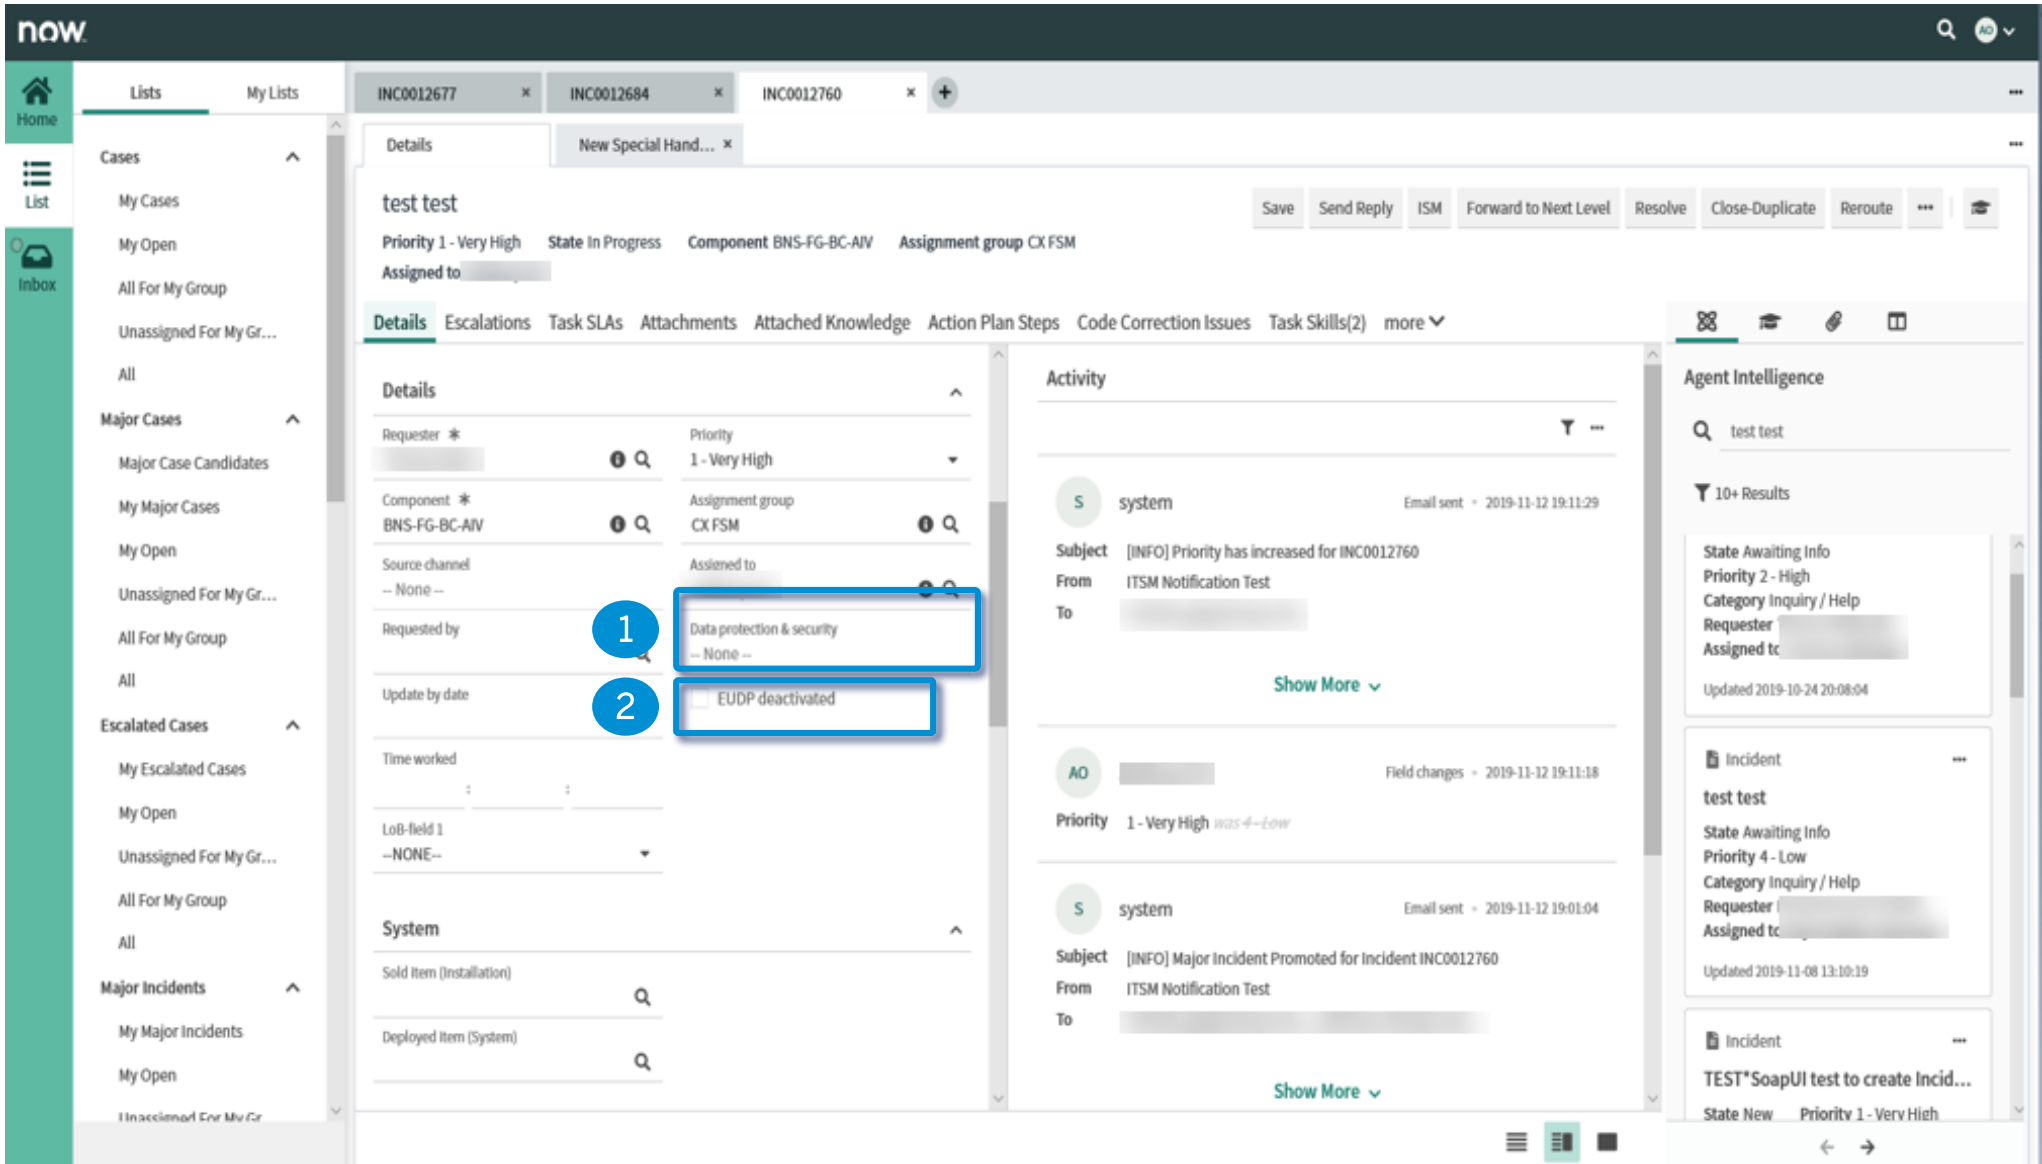 now.
AO
Home
List
Inbox
Lists
My Lists
Cases
My Cases
My Open
All For My Group
Unassigned For My Gr...
All
Major Cases
Major Case Candidates
My Major Cases
My Open
Unassigned For My Gr...
All For My Group
All
Escalated Cases
My Escalated Cases
My Open
Unassigned For My Gr...
All For My Group
All
Major Incidents
My Major Incidents
My Open
Unassigned For My Gr
INC0012677 ×
INC0012684 ×
INC0012760 ×
Details
New Special Hand... ×
test test
Save
Send Reply
ISM
Forward to Next Level
Resolve
Close-Duplicate
Reroute
Priority 1 - Very High State In Progress Component BNS-FG-BC-AIV Assignment group CX FSM
Assigned to
Details Escalations Task SLAs Attachments Attached Knowledge Action Plan Steps Code Correction Issues Task Skills(2) more
Details
Requester *
Priority
1 - Very High
Component *
BNS-FG-BC-AIV
Assignment group
CX FSM
Source channel
-- None --
Assigned to
Requested by
1
Data protection & security
-- None --
Update by date
2
EUDP deactivated
Time worked
: :
LoB-field 1
--NONE--
System
Sold Item (Installation)
Deployed Item (System)
Activity
S system
Email sent • 2019-11-12 19:11:29
Subject [INFO] Priority has increased for INC0012760
From ITSM Notification Test
To
Show More
AO
Field changes • 2019-11-12 19:11:18
Priority 1 - Very High was 4 - Low
S system
Email sent • 2019-11-12 19:01:04
Subject [INFO] Major Incident Promoted for Incident INC0012760
From ITSM Notification Test
To
Show More
Agent Intelligence
test test
10+ Results
State Awaiting Info
Priority 2 - High
Category Inquiry / Help
Requester
Assigned to
Updated 2019-10-24 20:08:04
Incident
test test
State Awaiting Info
Priority 4 - Low
Category Inquiry / Help
Requester
Assigned to
Updated 2019-11-08 13:10:19
Incident
TEST*SoapUI test to create Incid...
State New Priority 1 - Very High